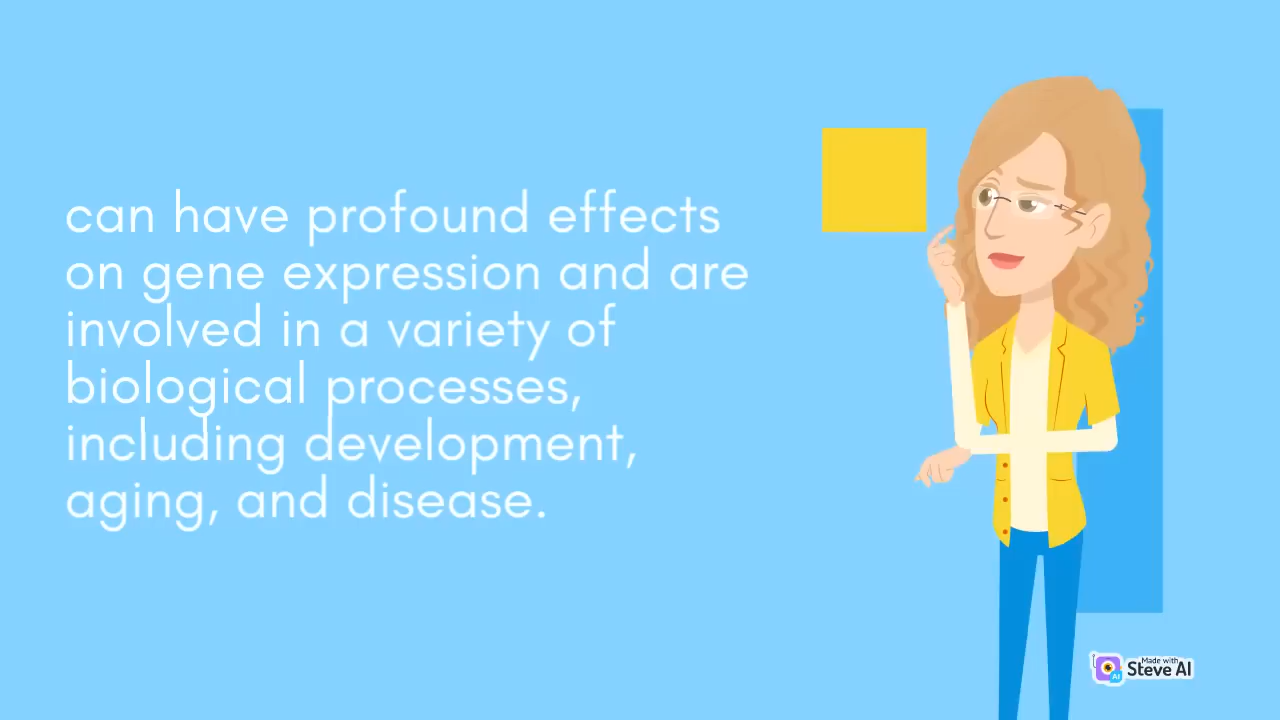 can have profound effects
on gene expression and are
involved in a variety of
biological processes,
including development,
aging, and disease.
Made with
Steve AI
AI